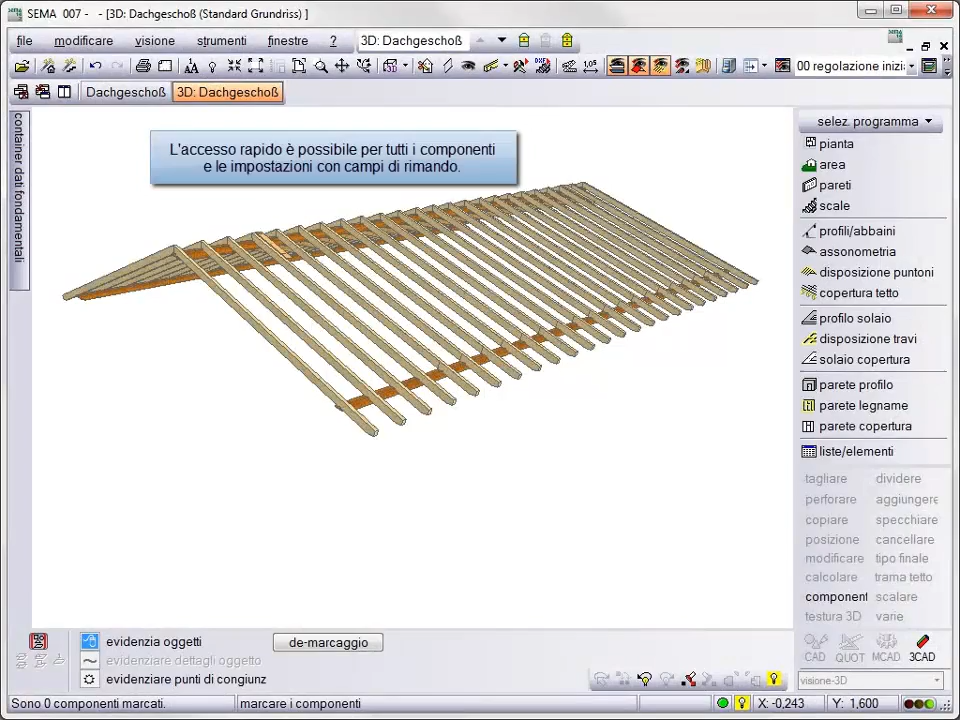 SEMA 007 - - [3D: Dachgeschoß (Standard Grundriss) ]
file modificare visione strumenti finestre ? 3D: Dachgeschoß
00 regolazione inizi
Dachgeschoß 3D: Dachgeschoß
container dati fondamentali
L'accesso rapido è possibile per tutti i componenti
e le impostazioni con campi di rimando.
selez. programma
pianta
area
pareti
scale
profili/abbaini
assonometria
disposizione puntoni
copertura tetto
profilo solaio
disposizione travi
solaio copertura
parete profilo
parete legname
parete copertura
liste/elementi
tagliare dividere
perforare aggiungere
copiare specchiare
posizione cancellare
modificare tipo finale
calcolare trama tetto
component scalare
testura 3D varie
CAD QUOT MCAD 3CAD
visione-3D
evidenzia oggetti de-marcaggio
evidenziare dettagli oggetto
evidenziare punti di congiunz
Sono 0 componenti marcati. marcare i componenti X: -0,243 Y: 1,600